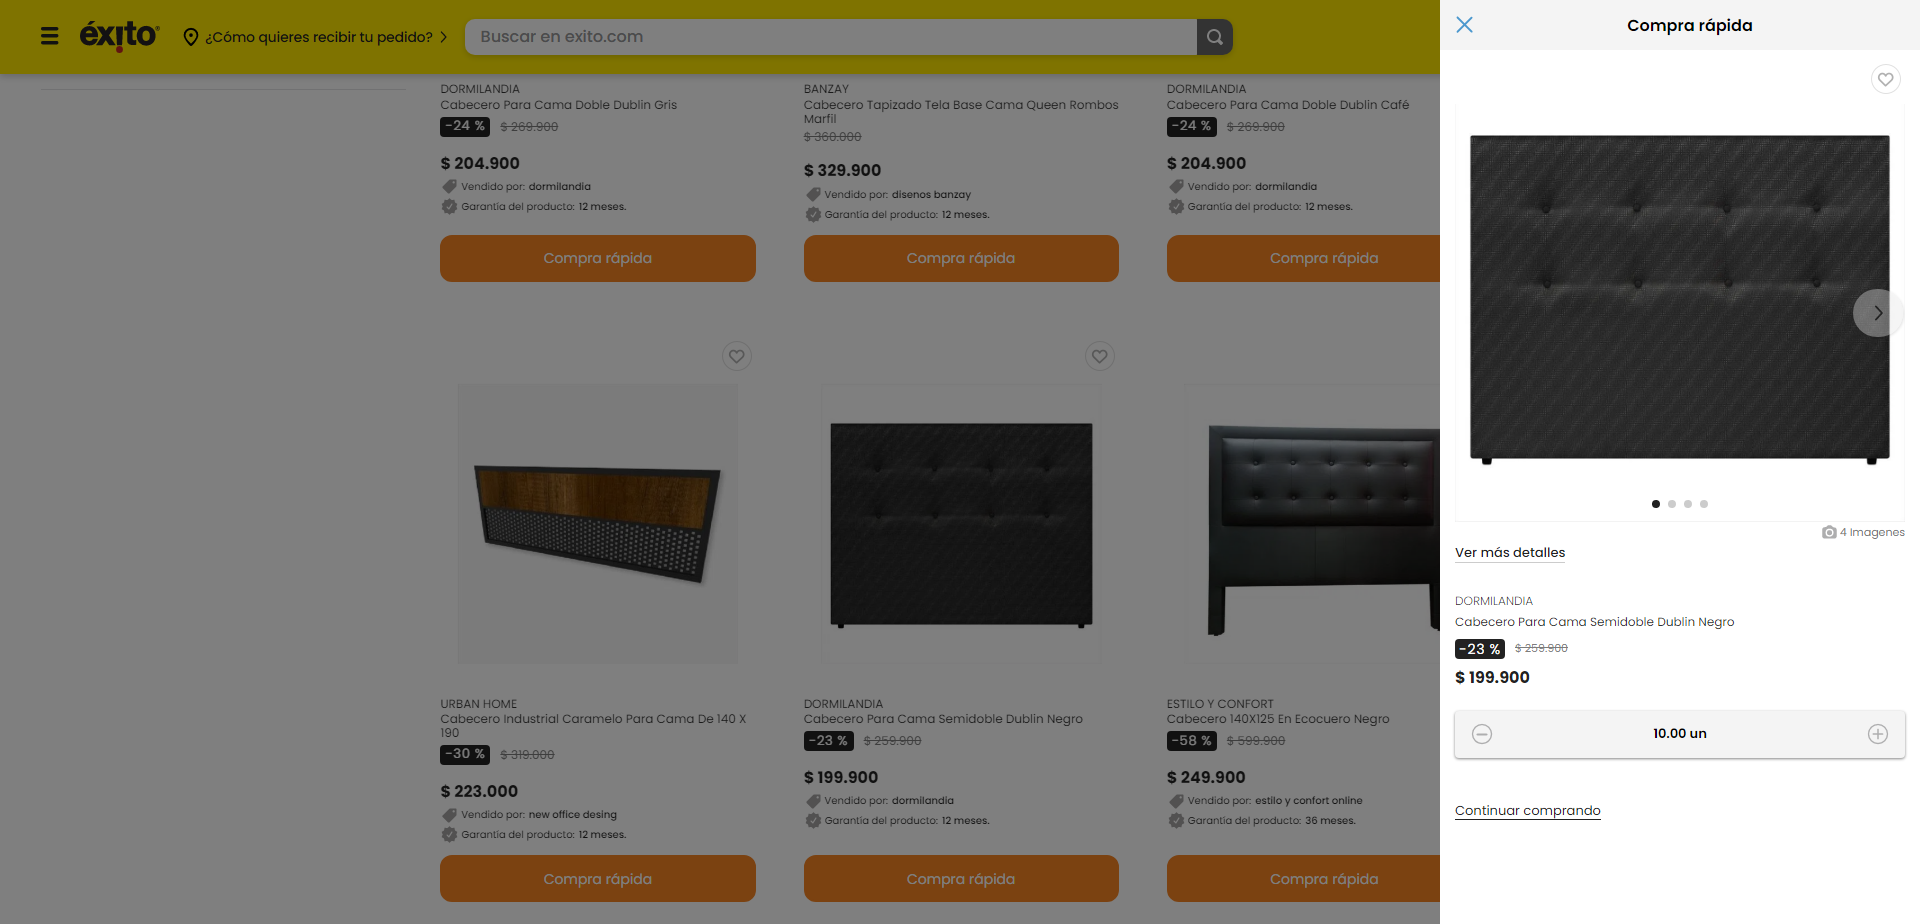 éxito
¿Cómo quieres recibir tu pedido?
Buscar en exito.com
DORMILANDIA
Cabecero Para Cama Doble Dublin Gris
-24 % $ 269.900
$ 204.900
Vendido por: dormilandia
Garantía del producto: 12 meses.
Compra rápida
BANZAY
Cabecero Tapizado Tela Base Cama Queen Rombos
Marfil
$ 360.000
$ 329.900
Vendido por: disenos banzay
Garantía del producto: 12 meses.
Compra rápida
DORMILANDIA
Cabecero Para Cama Doble Dublin Café
-24 % $ 269.900
$ 204.900
Vendido por: dormilandia
Garantía del producto: 12 meses.
Compra rápida
URBAN HOME
Cabecero Industrial Caramelo Para Cama De 140 X
190
-30 % $ 319.000
$ 223.000
Vendido por: new office desing
Garantía del producto: 12 meses.
Compra rápida
DORMILANDIA
Cabecero Para Cama Semidoble Dublin Negro
-23 % $ 259.900
$ 199.900
Vendido por: dormilandia
Garantía del producto: 12 meses.
Compra rápida
ESTILO Y CONFORT
Cabecero 140X125 En Ecocuero Negro
-58 % $ 599.900
$ 249.900
Vendido por: estilo y confort online
Garantía del producto: 36 meses.
Compra rápida
Compra rápida
4 Imagenes
Ver más detalles
DORMILANDIA
Cabecero Para Cama Semidoble Dublin Negro
-23 % $ 259.900
$ 199.900
10.00 un
Continuar comprando